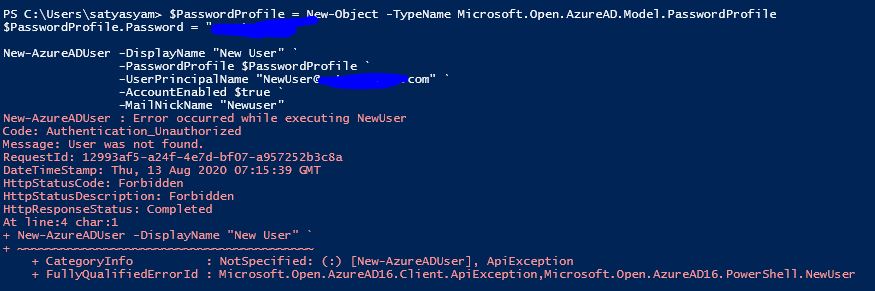 PS C:\Users\satyasyam> $PasswordProfile = New-Object -TypeName Microsoft.Open.AzureAD.Model.PasswordProfile
$PasswordProfile.Password = "
New-AzureADUser -DisplayName "New User" `
-PasswordProfile $PasswordProfile `
-UserPrincipalName "NewUser@ .com" `
-AccountEnabled $true `
-MailNickName "Newuser"
New-AzureADUser : Error occurred while executing NewUser
Code: Authentication_Unauthorized
Message: User was not found.
RequestId: 12993af5-a24f-4e7d-bf07-a957252b3c8a
DateTimeStamp: Thu, 13 Aug 2020 07:15:39 GMT
HttpStatusCode: Forbidden
HttpStatusDescription: Forbidden
HttpResponseStatus: Completed
At line:4 char:1
+ New-AzureADUser -DisplayName "New User" `
+ ~~~~~~~~~~~~~~~~~~~~~~~~~~~~~~~~~~~~~~~~~
+ CategoryInfo : NotSpecified: (:) [New-AzureADUser], ApiException
+ FullyQualifiedErrorId : Microsoft.Open.AzureAD16.Client.ApiException,Microsoft.Open.AzureAD16.PowerShell.NewUser